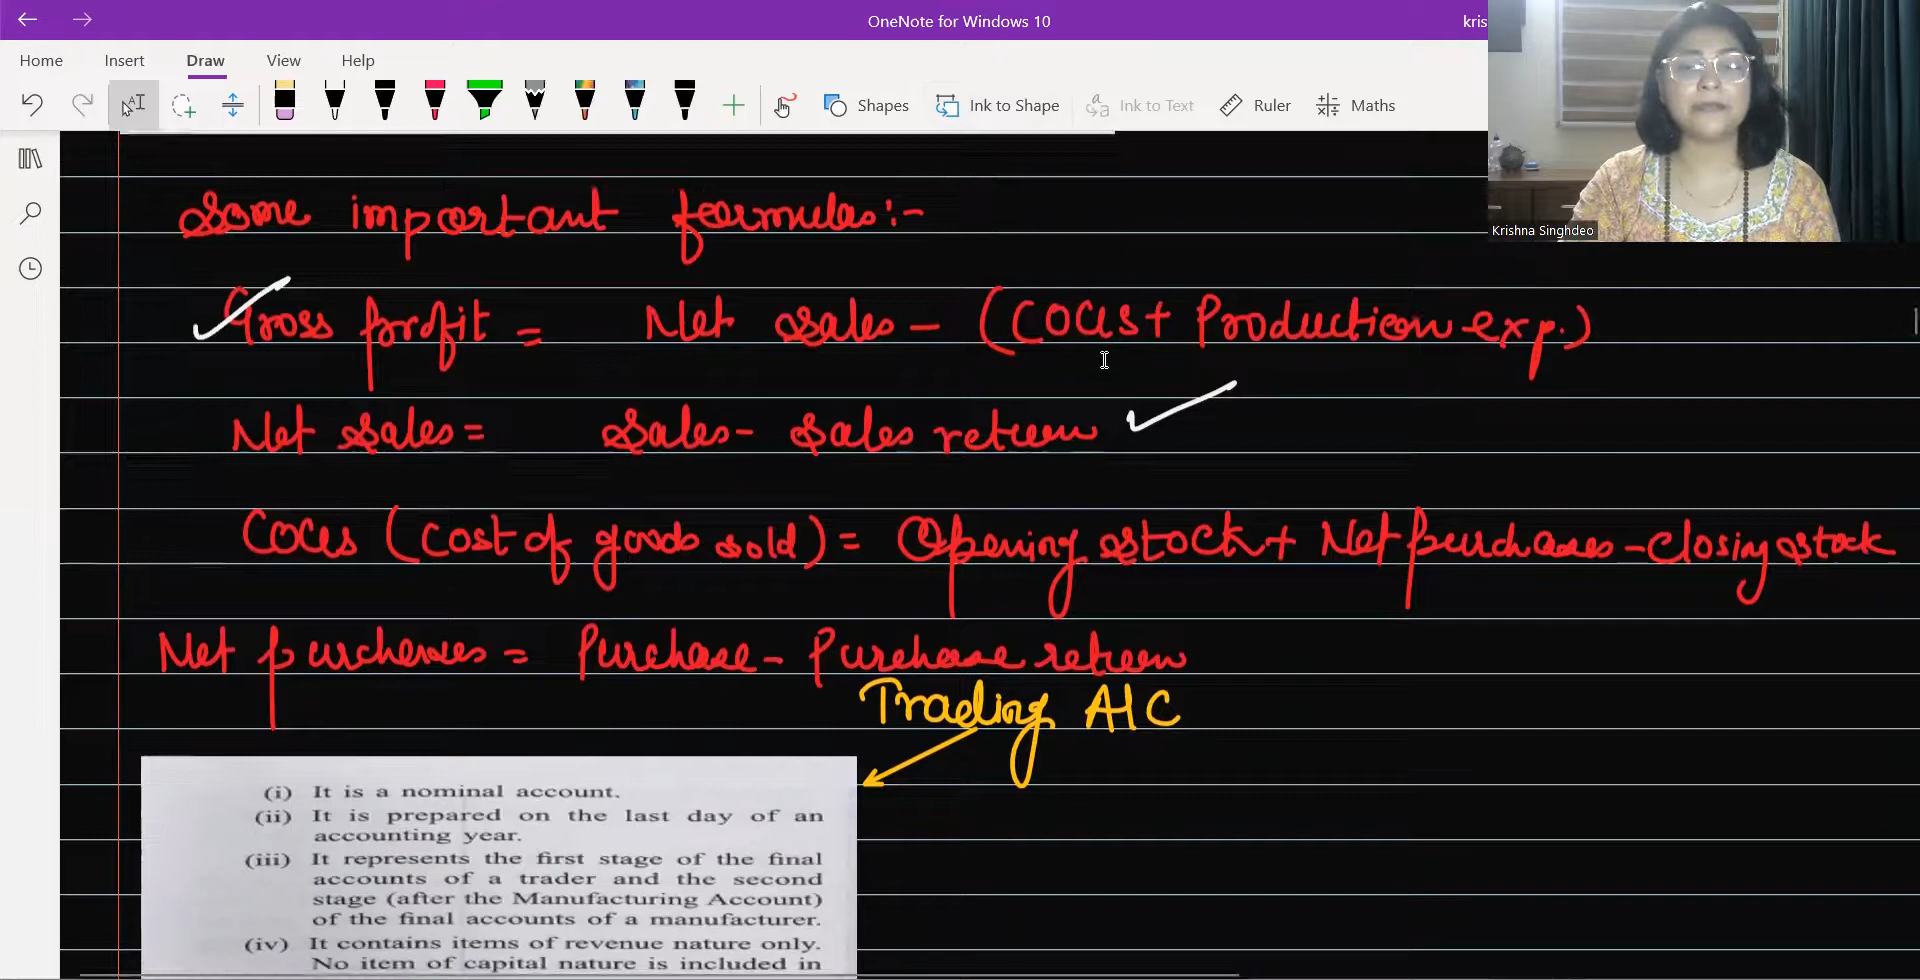 OneNote for Windows 10
kris
Home Insert Draw View Help
Shapes Ink to Shape Ink to Text Ruler Maths
Krishna Singhdeo
Some important formulas:-
Gross profit = Net sales - (COGS + Production exp.)
Net sales = Sales - Sales return
COGS (cost of goods sold) = Opening stock + Net purchases - closing stock
Net purchases = Purchase - Purchase return
Trading A/C
(i) It is a nominal account.
(ii) It is prepared on the last day of an
accounting year.
(iii) It represents the first stage of the final
accounts of a trader and the second
stage (after the Manufacturing Account)
of the final accounts of a manufacturer.
(iv) It contains items of revenue nature only.
No item of capital nature is included in